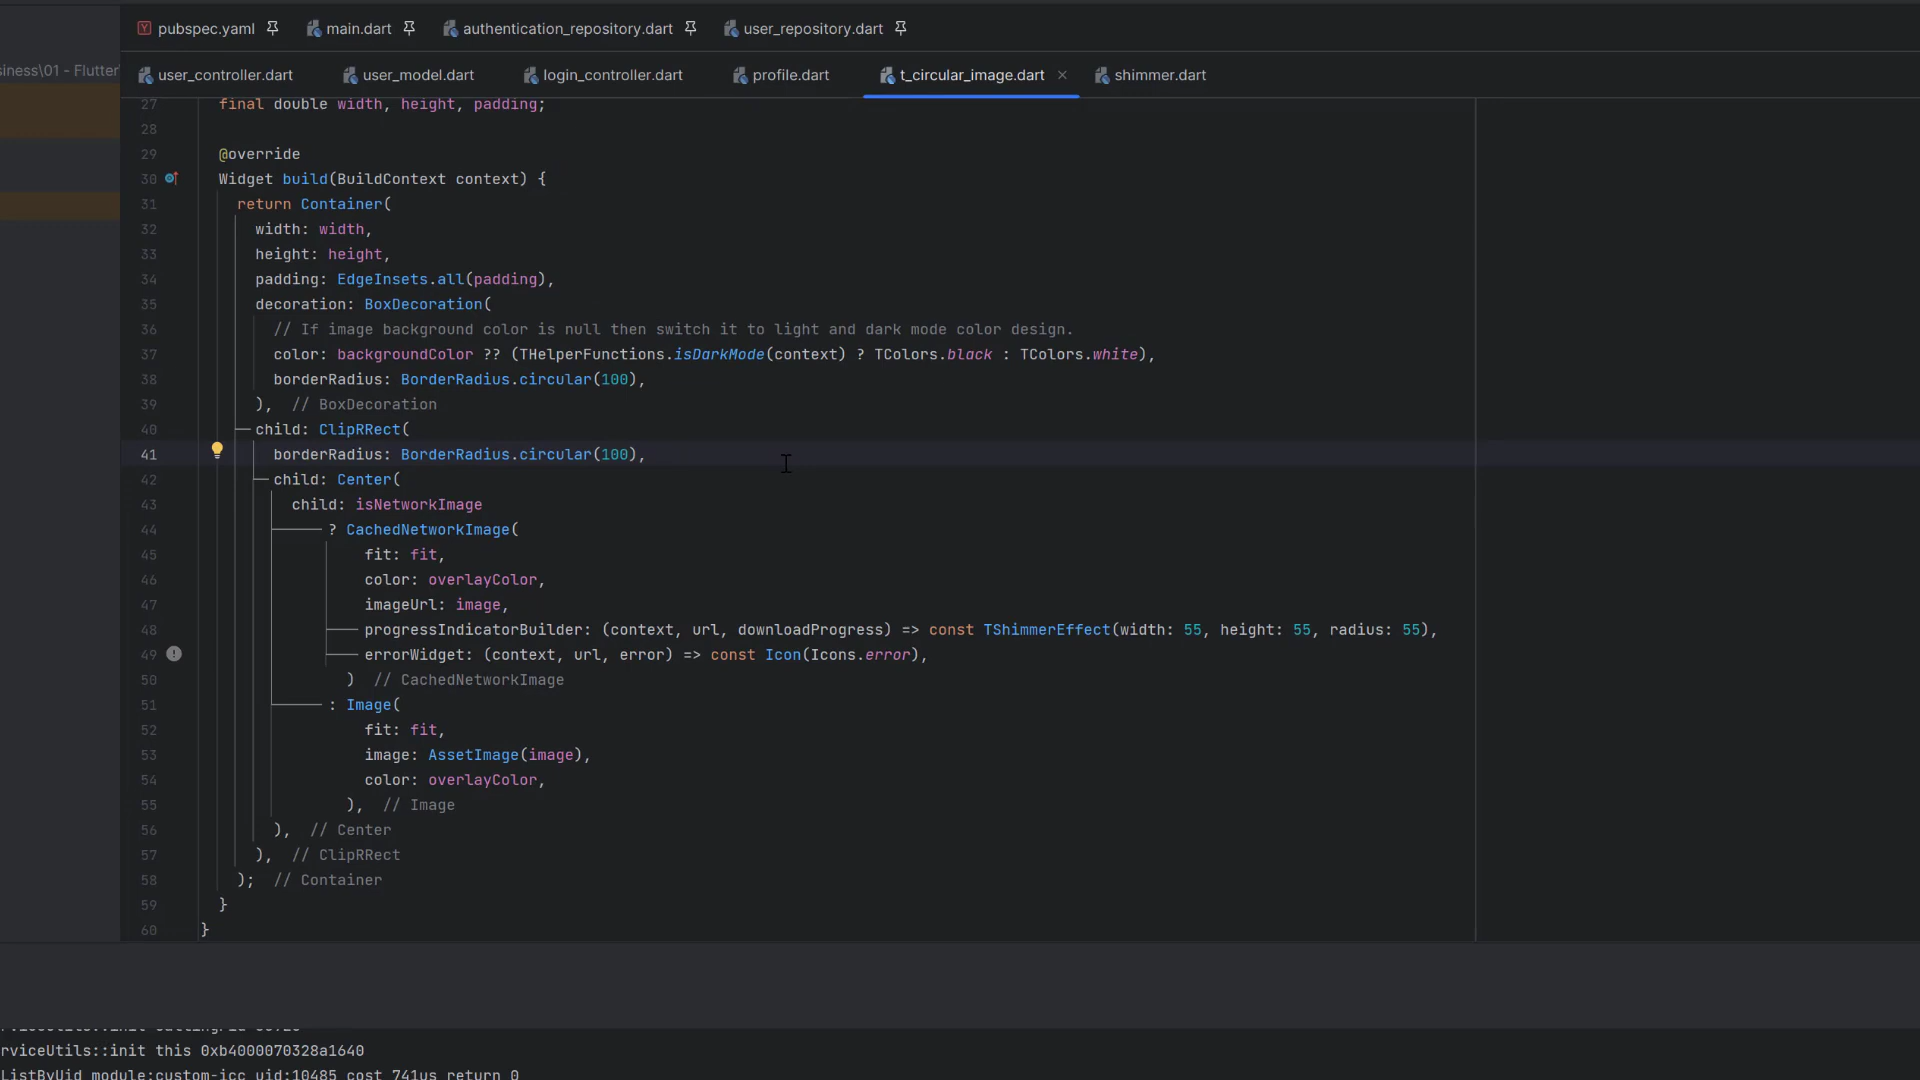 pubspec.yaml main.dart authentication_repository.dart user_repository.dart
iness\01 - Flutter
user_controller.dart user_model.dart login_controller.dart profile.dart t_circular_image.dart shimmer.dart
27 final double width, height, padding;
28
29 @override
30 Widget build(BuildContext context) {
31 return Container(
32 width: width,
33 height: height,
34 padding: EdgeInsets.all(padding),
35 decoration: BoxDecoration(
36 // If image background color is null then switch it to light and dark mode color design.
37 color: backgroundColor ?? (THelperFunctions.isDarkMode(context) ? TColors.black : TColors.white),
38 borderRadius: BorderRadius.circular(100),
39 ), // BoxDecoration
40 child: ClipRRect(
41 borderRadius: BorderRadius.circular(100),
42 child: Center(
43 child: isNetworkImage
44 ? CachedNetworkImage(
45 fit: fit,
46 color: overlayColor,
47 imageUrl: image,
48 progressIndicatorBuilder: (context, url, downloadProgress) => const TShimmerEffect(width: 55, height: 55, radius: 55),
49 errorWidget: (context, url, error) => const Icon(Icons.error),
50 ) // CachedNetworkImage
51 : Image(
52 fit: fit,
53 image: AssetImage(image),
54 color: overlayColor,
55 ), // Image
56 ), // Center
57 ), // ClipRRect
58 ); // Container
59 }
60 }
rviceUtils::init this 0xb4000070328a1640
ListByUid module:custom-icc uid:10485 cost 741us return 0